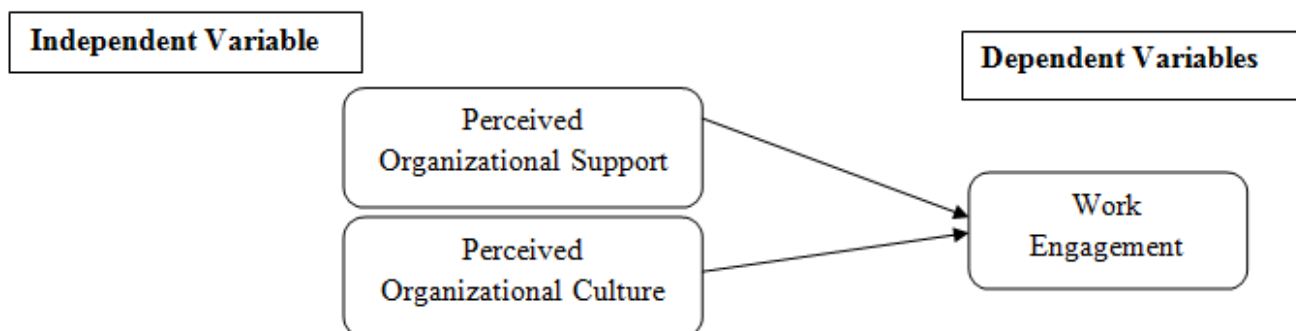 Independent Variable
Dependent Variables
Perceived
Organizational Support
Work
Engagement
Perceived
Organizational Culture